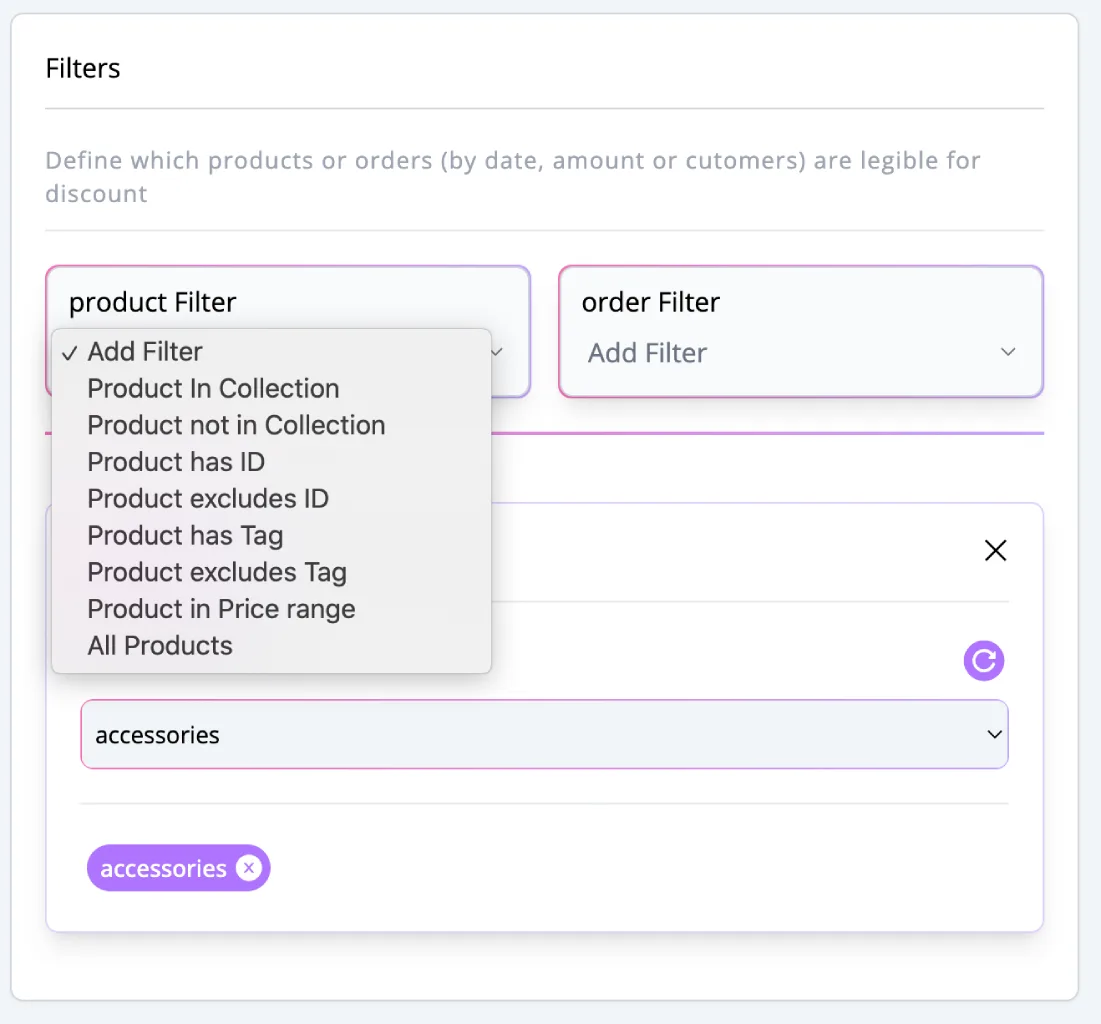 Filters
Define which products or orders (by date, amount or cutomers) are legible for
discount
product Filter
✓ Add Filter
Product In Collection
Product not in Collection
Product has ID
Product excludes ID
Product has Tag
Product excludes Tag
Product in Price range
All Products
order Filter
Add Filter
accessories
accessories